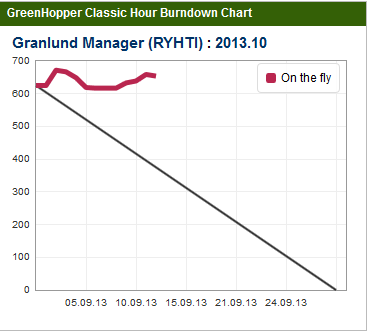 GreenHopper Classic Hour Burndown Chart
Granlund Manager (RYHTI) : 2013.10
On the fly
700
600
500
400
300
200
100
0
05.09.13 10.09.13 15.09.13 21.09.13 24.09.13